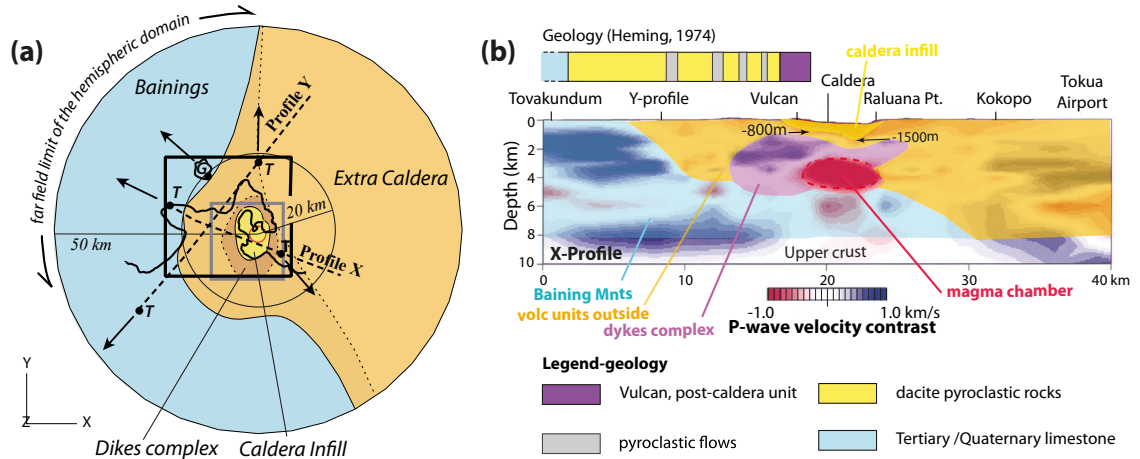 (a)
far field limit of the hemispheric domain
Bainings
Profile Y
G
T
T
Extra Caldera
20 km
50 km
T
Profile X
T
Y
Z
X
Dikes complex
Caldera Infill
(b)
Geology (Heming, 1974)
caldera infill
Caldera
Tokua
Airport
Tovakundum
Y-profile
Vulcan
Raluana Pt.
Kokopo
0
2
4
6
8
10
Depth (km)
-800m
-1500m
X-Profile
Upper crust
0
10
20
30
40 km
Baining Mnts
volc units outside
dykes complex
magma chamber
-1.0
1.0 km/s
P-wave velocity contrast
Legend-geology
Vulcan, post-caldera unit
dacite pyroclastic rocks
pyroclastic flows
Tertiary /Quaternary limestone